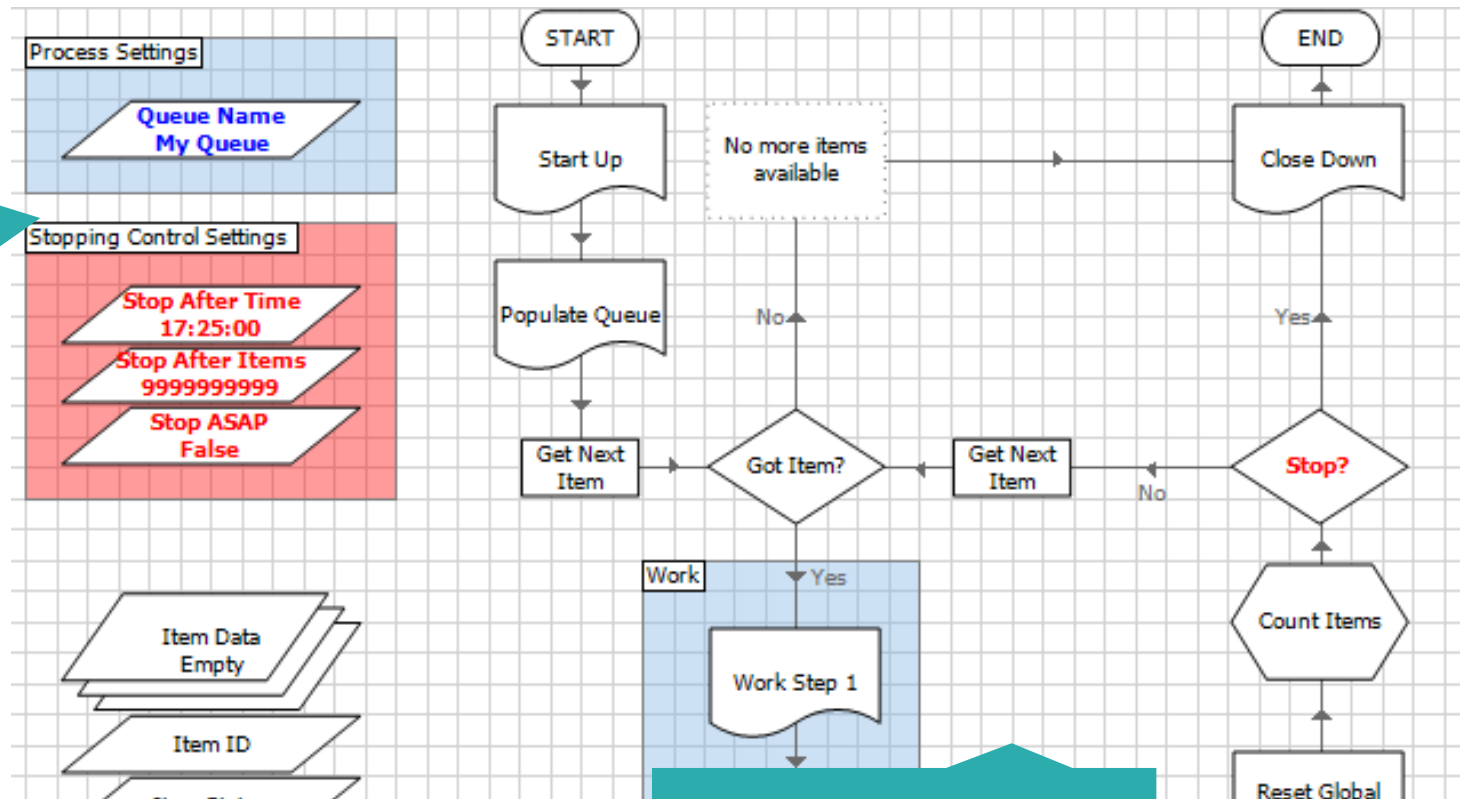 Process Settings
Queue Name
My Queue
Stopping Control Settings
Stop After Time
17:25:00
Stop After Items
9999999999
Stop ASAP
False
Item Data
Empty
Item ID
START
Start Up
Populate Queue
Get Next
Item
No more items
available
No
Got Item?
Yes
Work
Work Step 1
Get Next
Item
No
END
Close Down
Yes
Stop?
Count Items
Reset Global